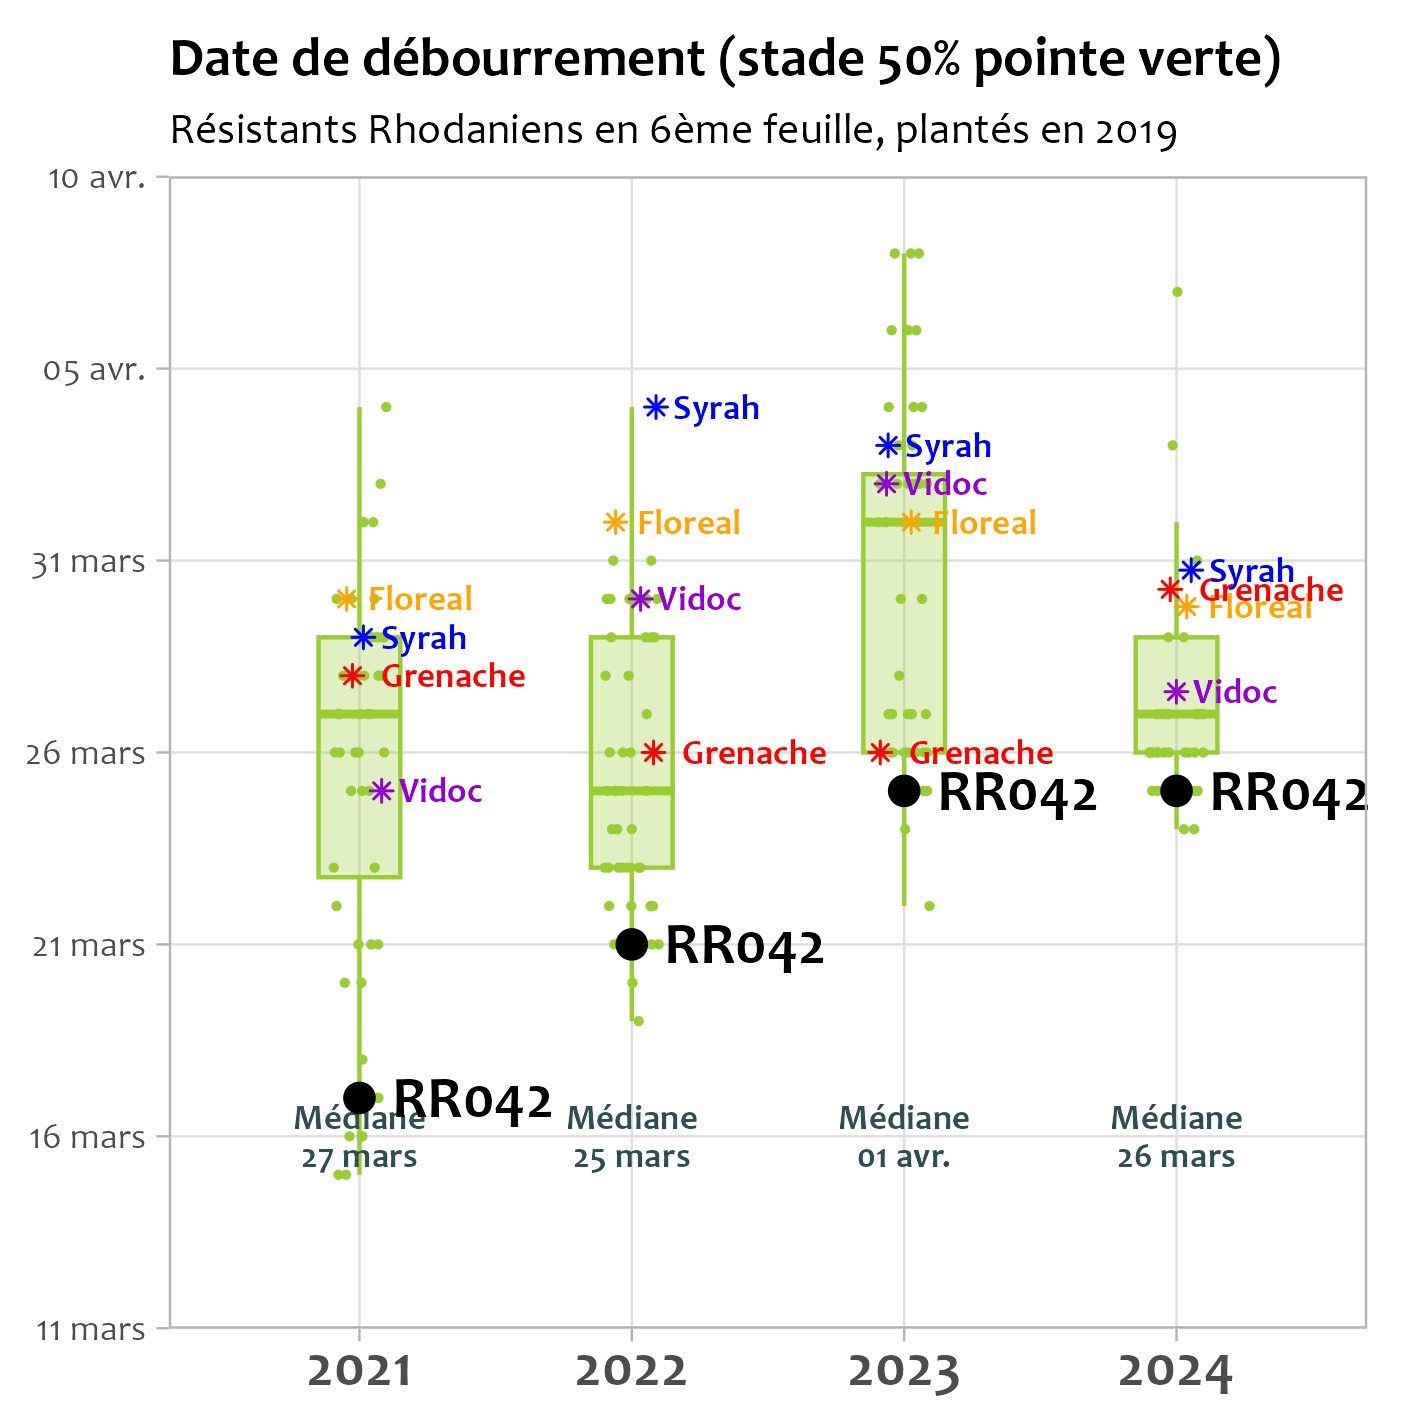 Date de débourrement (stade 50% pointe verte)
Résistants Rhodaniens en 6ème feuille, plantés en 2019
10 avr.
05 avr.
31 mars
26 mars
21 mars
16 mars
11 mars
Floreal
Syrah
Grenache
Vidoc
RR042
Médiane
27 mars
Syrah
Floreal
Vidoc
Grenache
RR042
Médiane
25 mars
Syrah
Vidoc
Floreal
Grenache
RR042
Médiane
01 avr.
Syrah
Grenache
Floreal
Vidoc
RR042
Médiane
26 mars
2021
2022
2023
2024